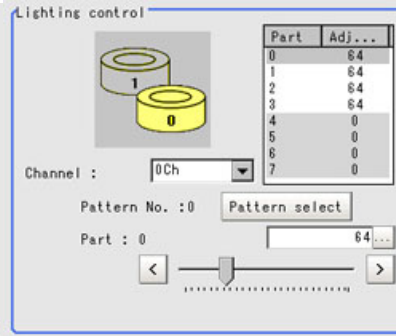 Lighting control
Part Adj...
0 64
1 64
2 64
3 64
4 0
5 0
6 0
7 0
1
0
Channel : 0Ch
Pattern No. :0 Pattern select
Part : 0 64 ...
< >